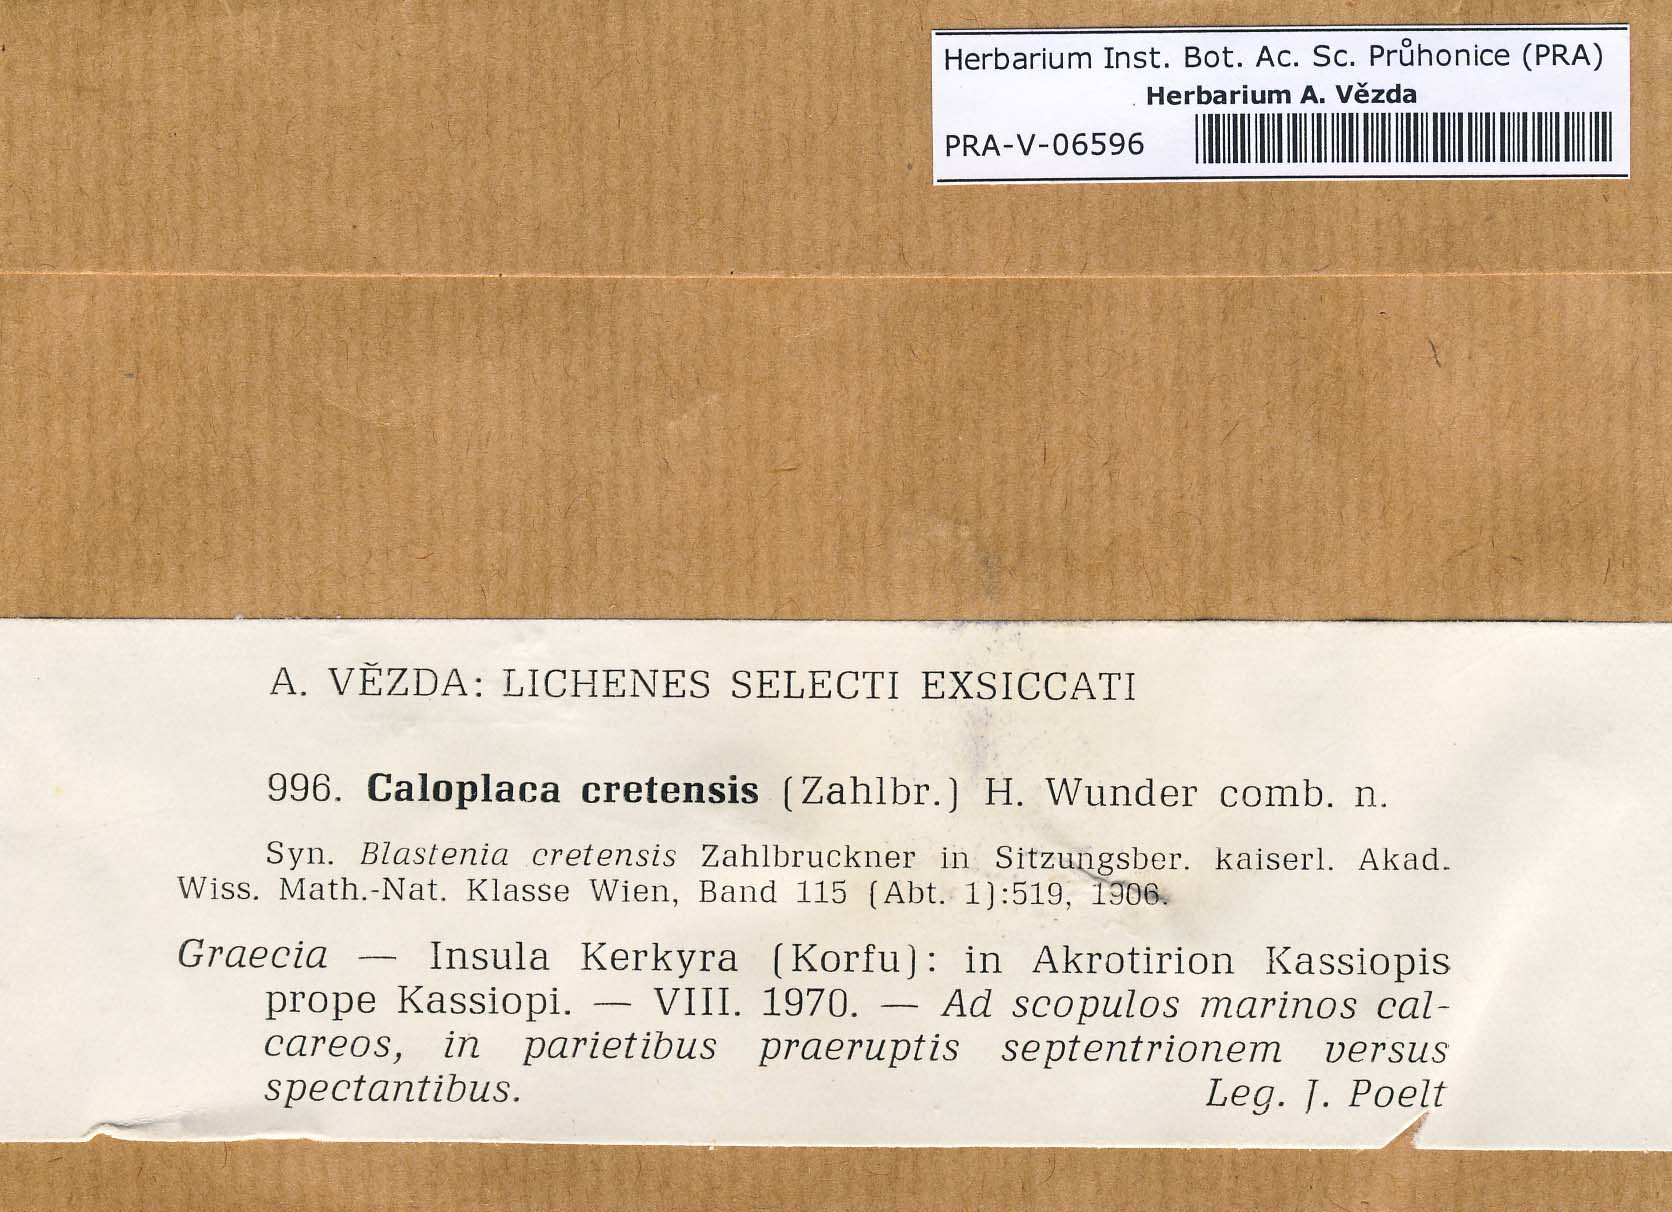 Herbarium Inst. Bot. Ac. Sc. Průhonice (PRA)
Herbarium A. Vězda
PRA-V-06596
A. VĚZDA: LICHENES SELECTI EXSICCATI
996. Caloplaca cretensis (Zahlbr.) H. Wunder comb. n.
Syn. Blastenia cretensis Zahlbruckner in Sitzungsber. kaiserl. Akad.
Wiss. Math.-Nat. Klasse Wien, Band 115 (Abt. 1):519, 1906.
Graecia — Insula Kerkyra (Korfu): in Akrotirion Kassiopis
prope Kassiopi. — VIII. 1970. — Ad scopulos marinos cal-
careos, in parietibus praeruptis septentrionem versus
spectantibus. Leg. J. Poelt